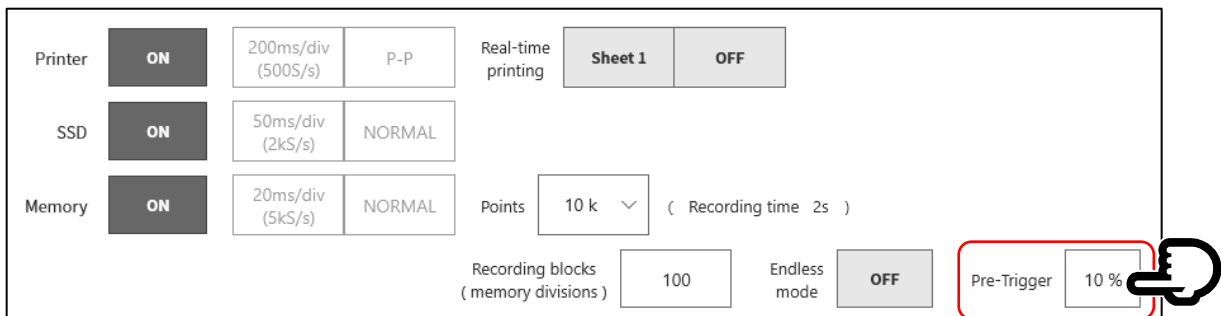 Printer ON 200ms/div (500S/s) P-P Real-time printing Sheet 1 OFF
SSD ON 50ms/div (2kS/s) NORMAL
Memory ON 20ms/div (5kS/s) NORMAL Points 10 k ( Recording time 2s )
Recording blocks ( memory divisions ) 100 Endless mode OFF Pre-Trigger 10 %